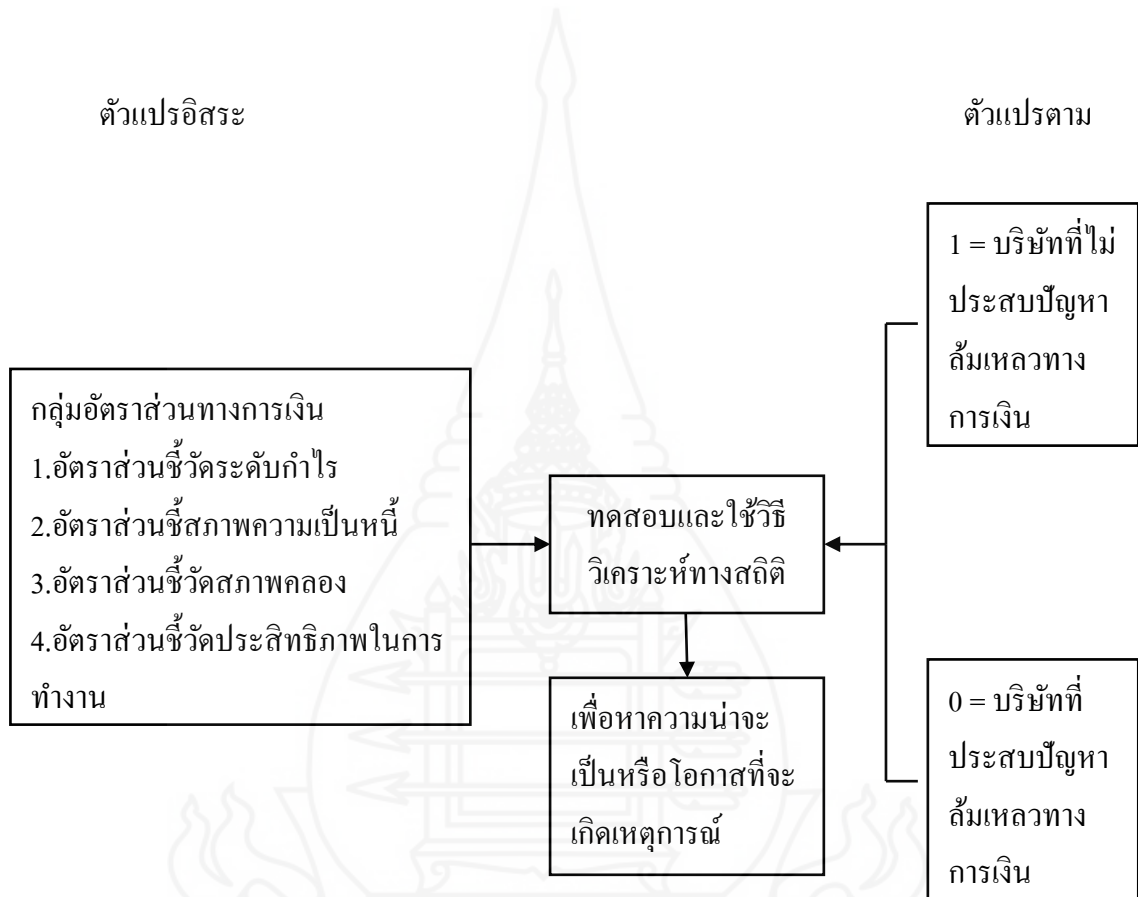 ตัวแปรอิสระ
ตัวแปรตาม
กลุ่มอัตราส่วนทางการเงิน
1.อัตราส่วนชี้วัดระดับกำไร
2.อัตราส่วนชี้สภาพความเป็นหนี้
3.อัตราส่วนชี้วัดสภาพคลอง
4.อัตราส่วนชี้วัดประสิทธิภาพในการ
ทำงาน
ทดสอบและใช้วิธี
วิเคราะห์ทางสถิติ
เพื่อหาความน่าจะ
เป็นหรือโอกาสที่จะ
เกิดเหตุการณ์
1 = บริษัทที่ไม่
ประสบปัญหา
ล้มเหลวทาง
การเงิน
0 = บริษัทที่
ประสบปัญหา
ล้มเหลวทาง
การเงิน